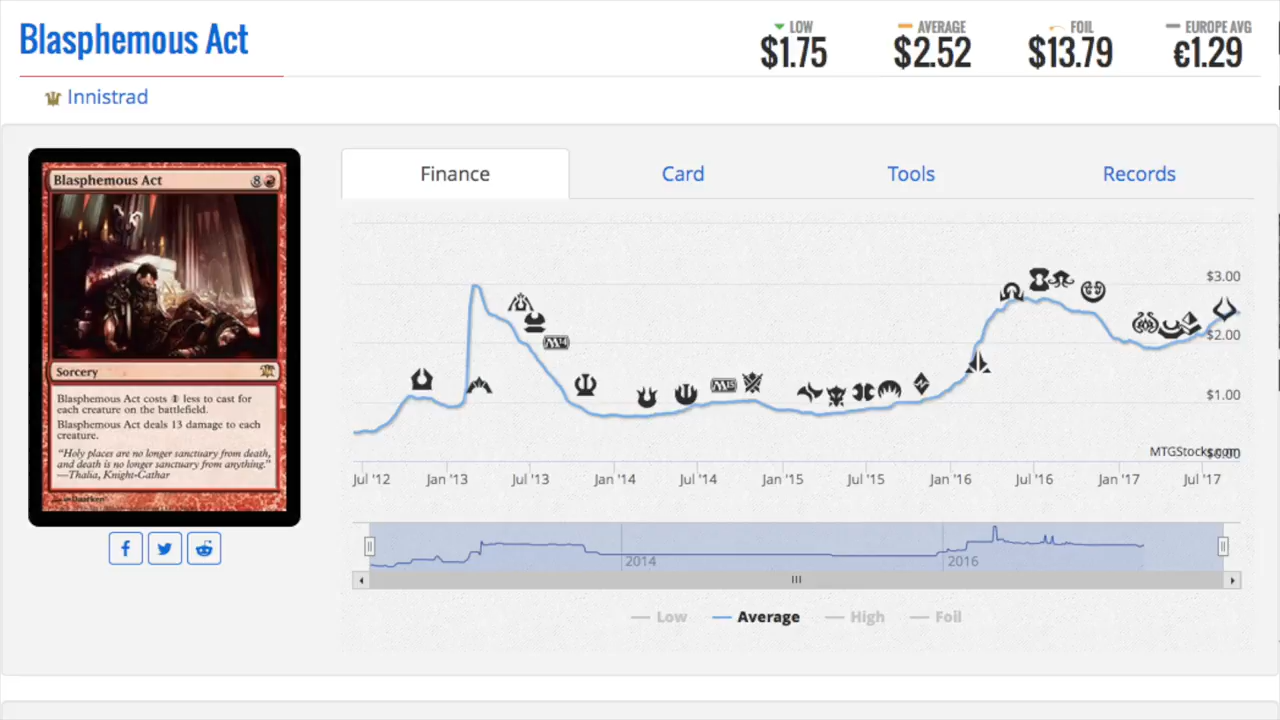 Blasphemous Act
LOW
$1.75
AVERAGE
$2.52
FOIL
$13.79
EUROPE AVG
€1.29
Innistrad
Blasphemous Act 8
Sorcery
Blasphemous Act costs 1 less to cast for
each creature on the battlefield.
Blasphemous Act deals 13 damage to each
creature.
"Holy places are no longer sanctuary from death,
and death is no longer sanctuary from anything."
—Thalia, Knight-Cathar
Daarken
Finance
Card
Tools
Records
M14
M15
$3.00
$2.00
$1.00
$0.00
MTGStocks.com
Jul '12
Jan '13
Jul '13
Jan '14
Jul '14
Jan '15
Jul '15
Jan '16
Jul '16
Jan '17
Jul '17
2014
2016
Low
Average
High
Foil